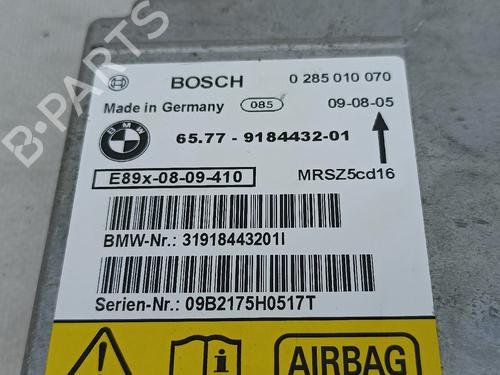 BOSCH 0 285 010 070
Made in Germany 085 09-08-05
BMW 65.77 - 9184432-01
E89x-08-09-410 MRSZ5cd16
BMW-Nr.: 31918443201I
Serien-Nr.: 09B2175H0517T
AIRBAG
B-PARTS